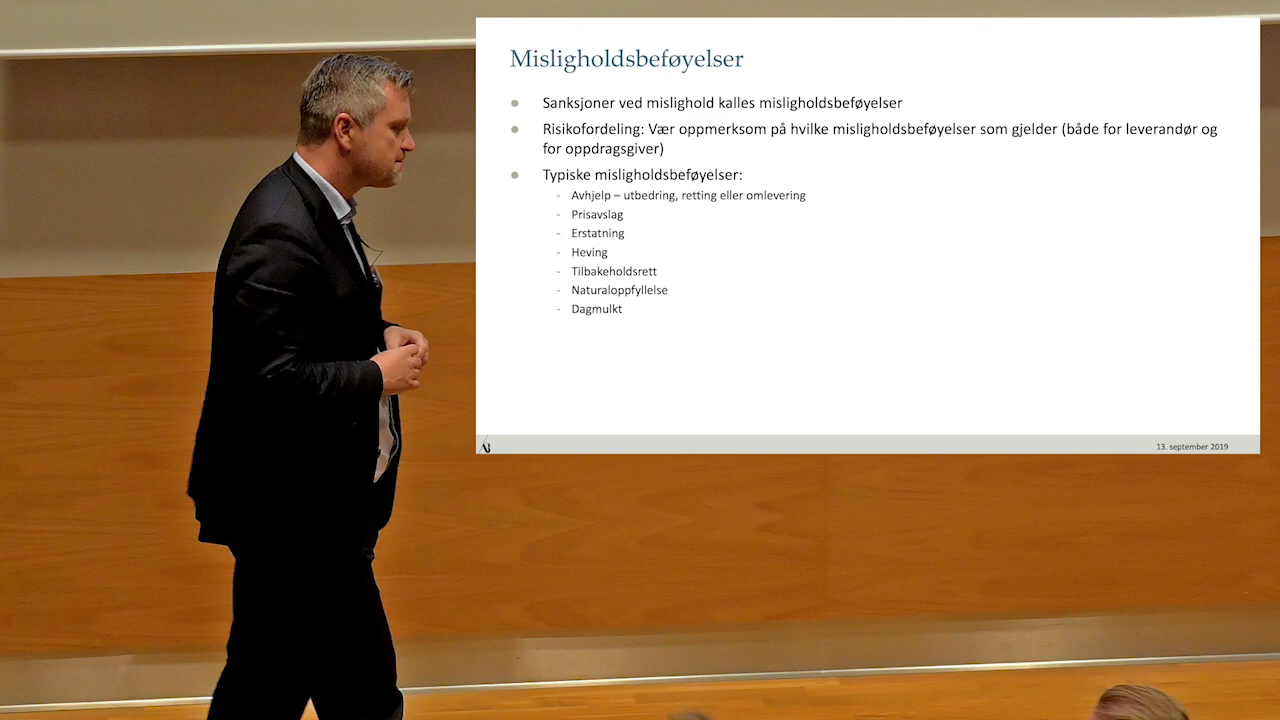 Misligholdsbeføyelser
● Sanksjoner ved mislighold kalles misligholdsbeføyelser
● Risikofordeling: Vær oppmerksom på hvilke misligholdsbeføyelser som gjelder (både for leverandør og
for oppdragsgiver)
● Typiske misligholdsbeføyelser:
- Avhjelp – utbedring, retting eller omlevering
- Prisavslag
- Erstatning
- Heving
- Tilbakeholdsrett
- Naturaloppfyllelse
- Dagmulkt
AB
13. september 2019